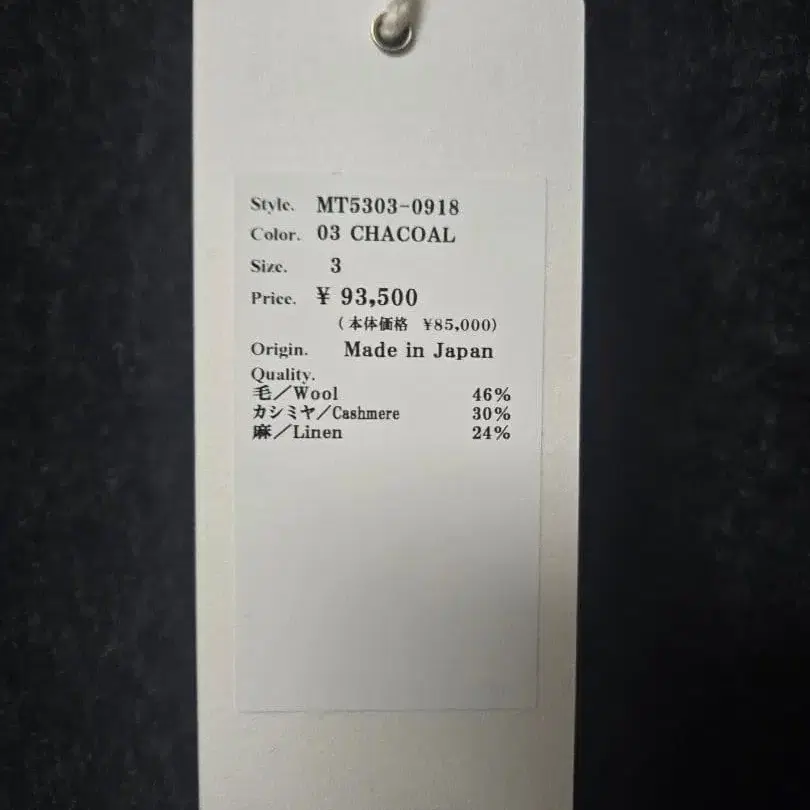 Style. MT5303-0918
Color. 03 CHACOAL
Size. 3
Price. ¥ 93,500
(本体価格 ¥85,000)
Origin. Made in Japan
Quality.
毛/Wool 46%
カシミヤ/Cashmere 30%
麻/Linen 24%